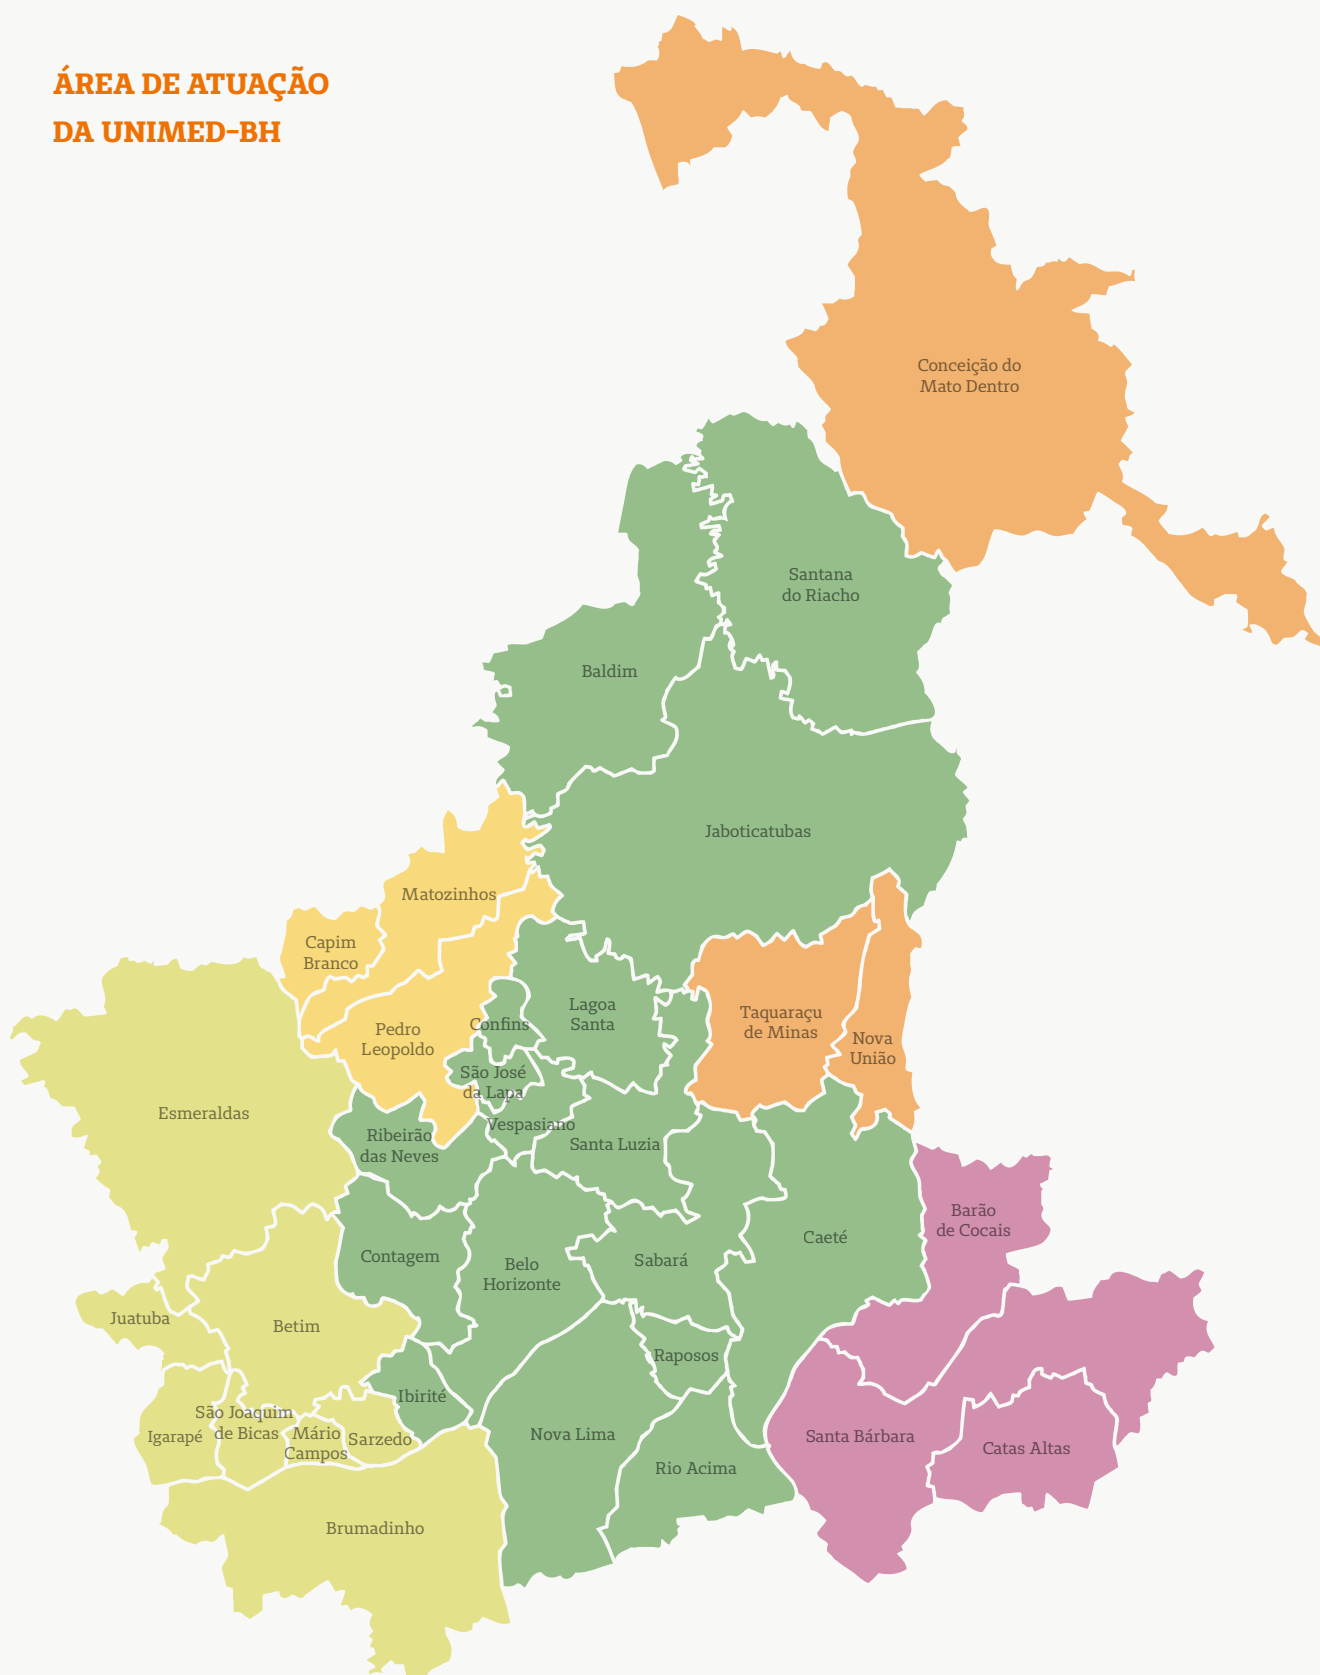 ÁREA DE ATUAÇÃO
DA UNIMED-BH
Conceição do
Mato Dentro
Santana
do Riacho
Baldim
Jaboticatubas
Matozinhos
Capim
Branco
Pedro
Leopoldo
Confins
Lagoa
Santa
Taquaraçu
de Minas
Nova
União
São José
da Lapa
Esmeraldas
Ribeirão
das Neves
Vespasiano
Santa Luzia
Barão
de Cocais
Contagem
Belo
Horizonte
Sabará
Caeté
Juatuba
Betim
Raposos
Ibirité
São Joaquim
de Bicas
Igarapé
Mário
Campos
Sarzedo
Nova Lima
Rio Acima
Santa Bárbara
Catas Altas
Brumadinho